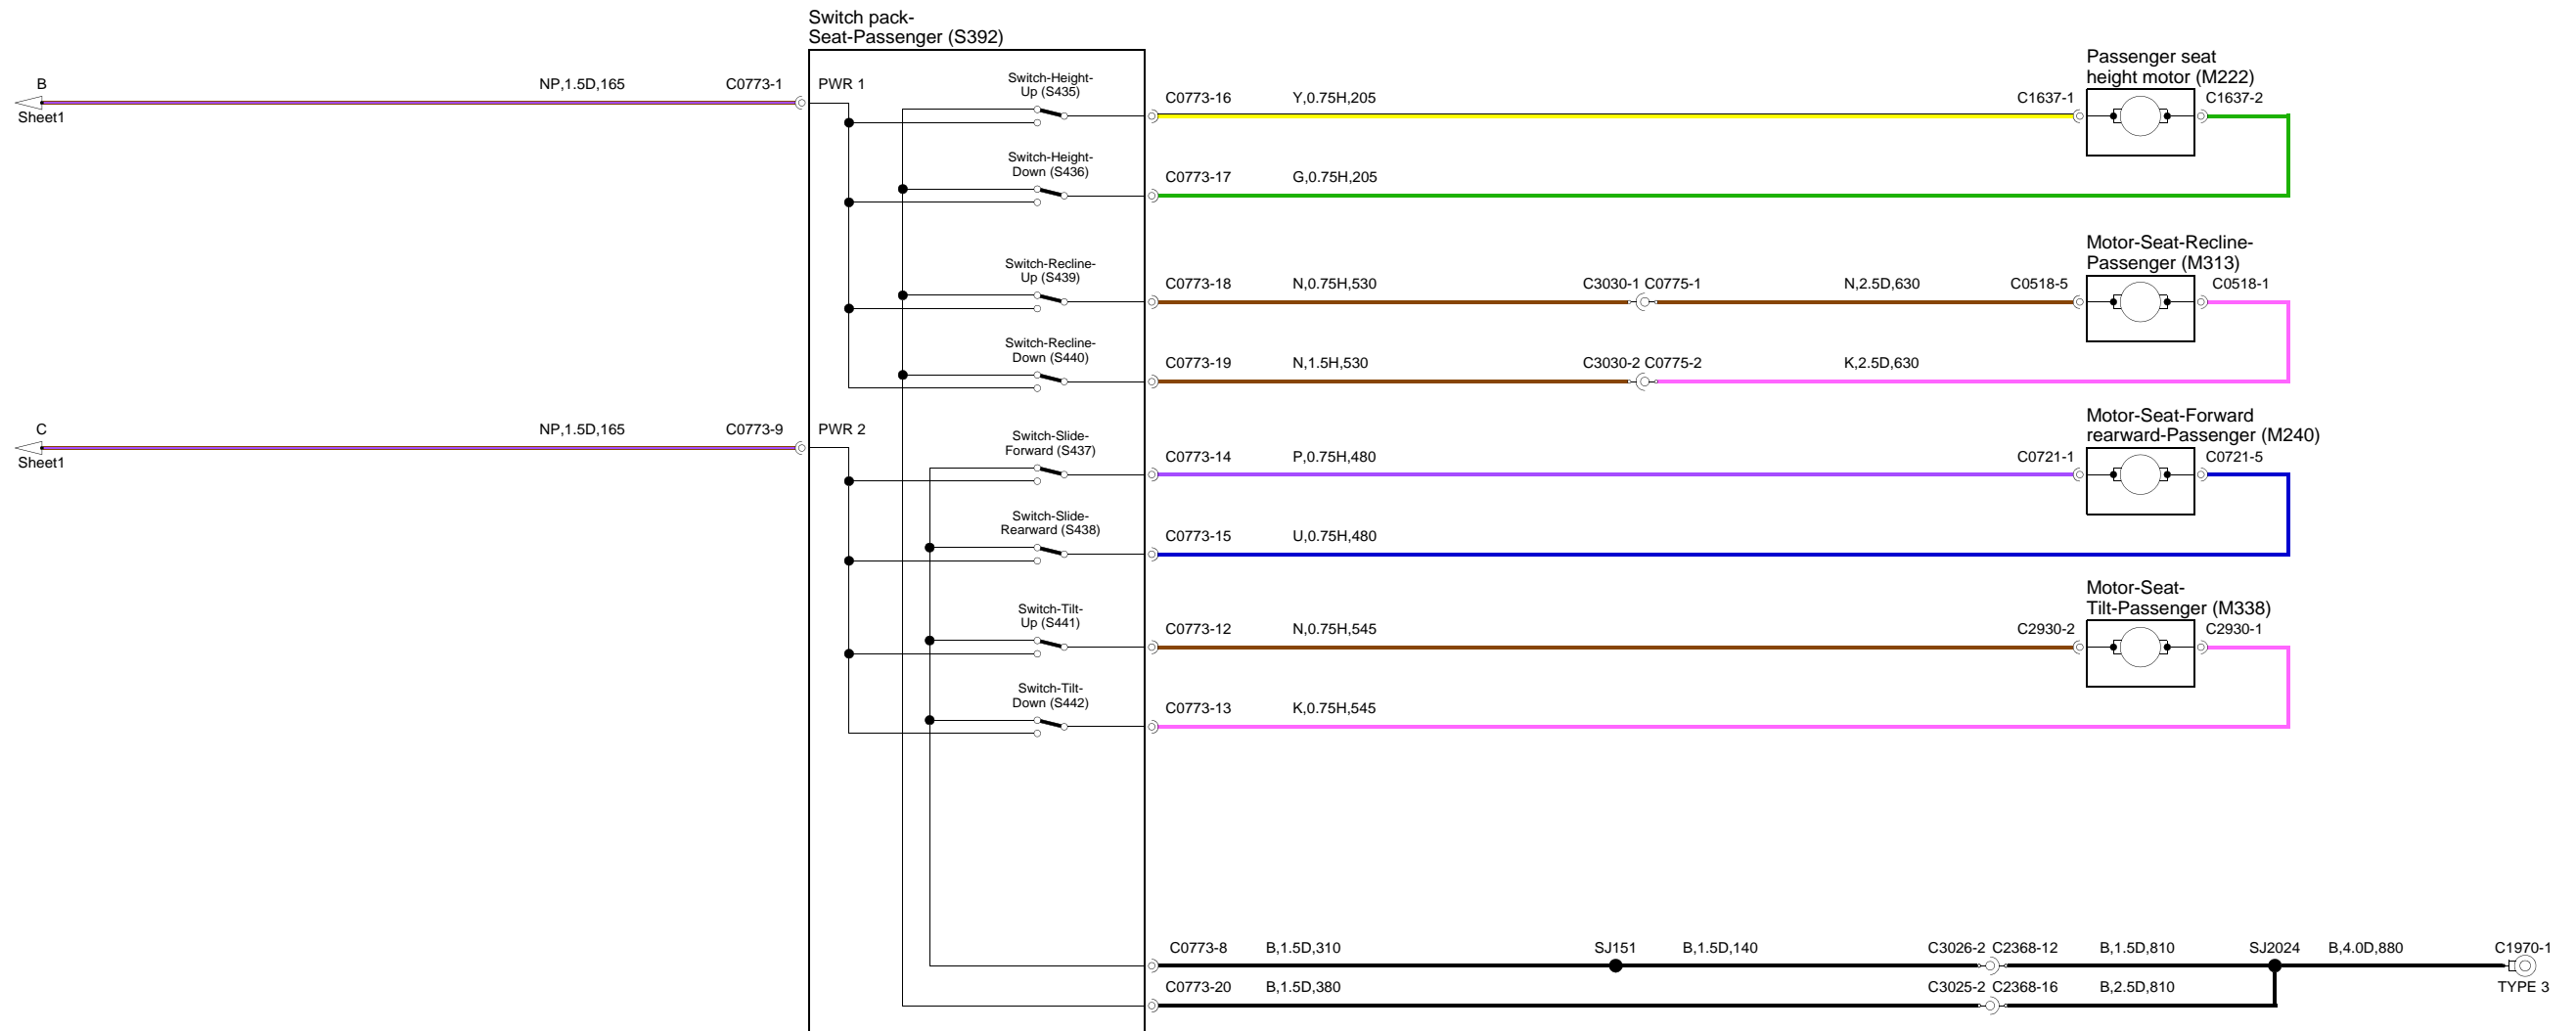 Switch pack-
Seat-Passenger (S392)
B
NP,1.5D,165
C0773-1
PWR 1
Sheet1
Switch-Height-
Up (S435)
C0773-16
Y,0.75H,205
C1637-1
Passenger seat
height motor (M222)
C1637-2
Switch-Height-
Down (S436)
C0773-17
G,0.75H,205
Switch-Recline-
Up (S439)
C0773-18
N,0.75H,530
C3030-1 C0775-1
N,2.5D,630
C0518-5
Motor-Seat-Recline-
Passenger (M313)
C0518-1
Switch-Recline-
Down (S440)
C0773-19
N,1.5H,530
C3030-2 C0775-2
K,2.5D,630
C
NP,1.5D,165
C0773-9
PWR 2
Sheet1
Switch-Slide-
Forward (S437)
C0773-14
P,0.75H,480
C0721-1
Motor-Seat-Forward
rearward-Passenger (M240)
C0721-5
Switch-Slide-
Rearward (S438)
C0773-15
U,0.75H,480
Switch-Tilt-
Up (S441)
C0773-12
N,0.75H,545
C2930-2
Motor-Seat-
Tilt-Passenger (M338)
C2930-1
Switch-Tilt-
Down (S442)
C0773-13
K,0.75H,545
C0773-8
B,1.5D,310
SJ151
B,1.5D,140
C3026-2 C2368-12
B,1.5D,810
SJ2024
B,4.0D,880
C1970-1
C0773-20
B,1.5D,380
C3025-2 C2368-16
B,2.5D,810
TYPE 3